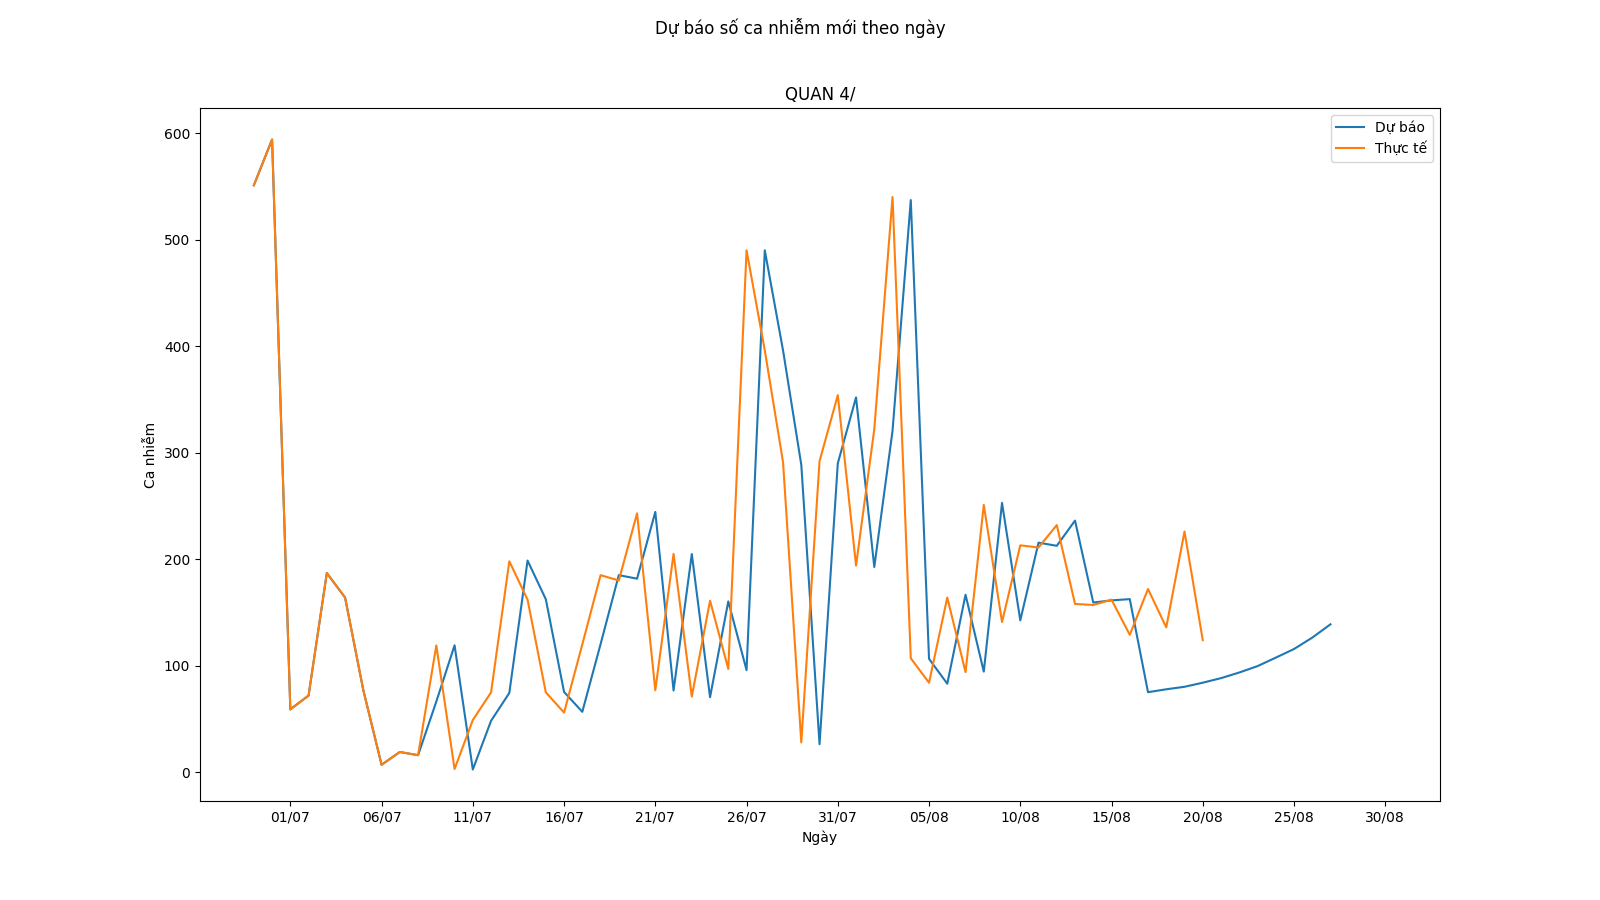 Dự báo số ca nhiễm mới theo ngày
QUAN 4/
Dự báo
Thực tế
600
500
400
300
200
100
0
Ca nhiễm
01/07 06/07 11/07 16/07 21/07 26/07 31/07 05/08 10/08 15/08 20/08 25/08 30/08
Ngày